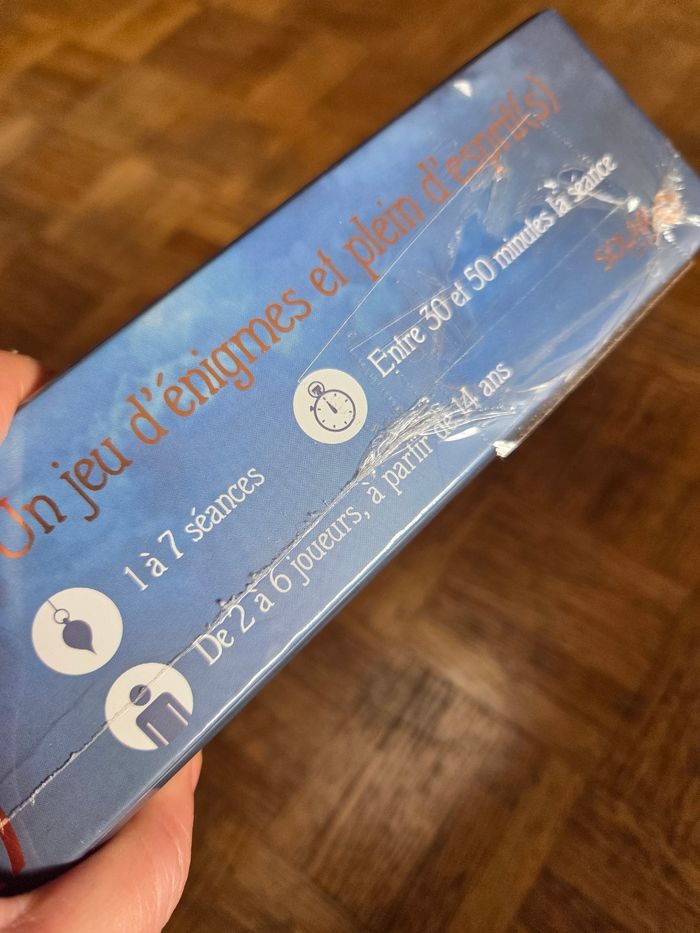 Un jeu d'énigmes et plein d'esprit(s)
1 à 7 séances
Entre 30 et 50 minutes la séance
De 2 à 6 joueurs, à partir de 14 ans